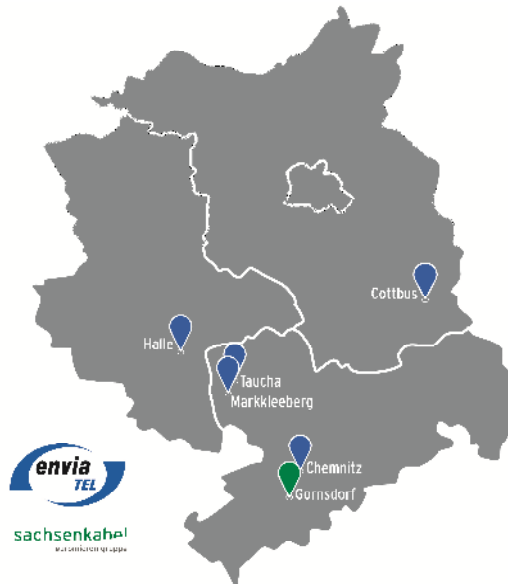 Cottbus
Halle
Taucha
Markkleeberg
Chemnitz
Gornsdorf
envia
TEL
sachsenkabel